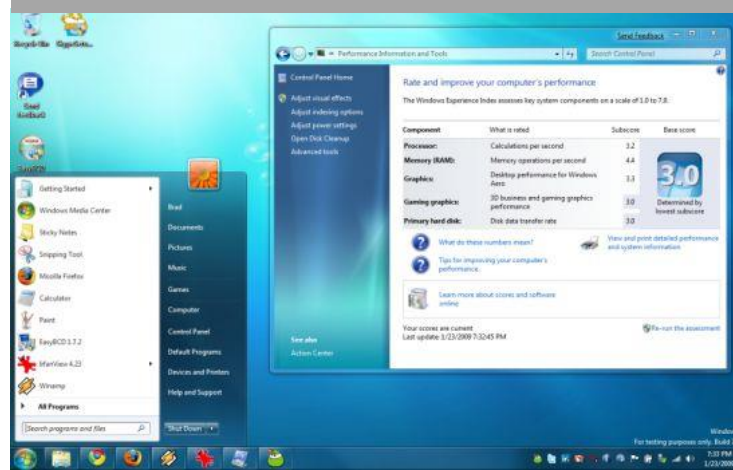 Recycle Bin
Send Feedback
Performance Information and Tools
Search Control Panel
Control Panel Home
Adjust visual effects
Adjust indexing options
Adjust power settings
Open Disk Cleanup
Advanced tools
See also
Action Center
Rate and improve your computer's performance
The Windows Experience Index assesses key system components on a scale of 1.0 to 7.9.
Component What is rated Subscore Base score
Processor: Calculations per second 3.2
Memory (RAM): Memory operations per second 4.4
Graphics: Desktop performance for Windows Aero 3.3
Gaming graphics: 3D business and gaming graphics performance 3.0
Primary hard disk: Disk data transfer rate 3.0
3.0
Determined by
lowest subscore
What do these numbers mean?
Tips for improving your computer's
performance.
View and print detailed performance
and system information
Learn more about scores and software
online
Your scores are current
Last update: 1/23/2009 7:32:45 PM
Re-run the assessment
Send
feedback
EasyBCD
Getting Started
Windows Media Center
Sticky Notes
Snipping Tool
Mozilla Firefox
Calculator
Paint
EasyBCD 1.7.2
IrfanView 4.23
Winamp
All Programs
Search programs and files
Brad
Documents
Pictures
Music
Games
Computer
Control Panel
Default Programs
Devices and Printers
Help and Support
Shut Down
Window
For testing purposes only. Build
7:33 PM
1/23/2009